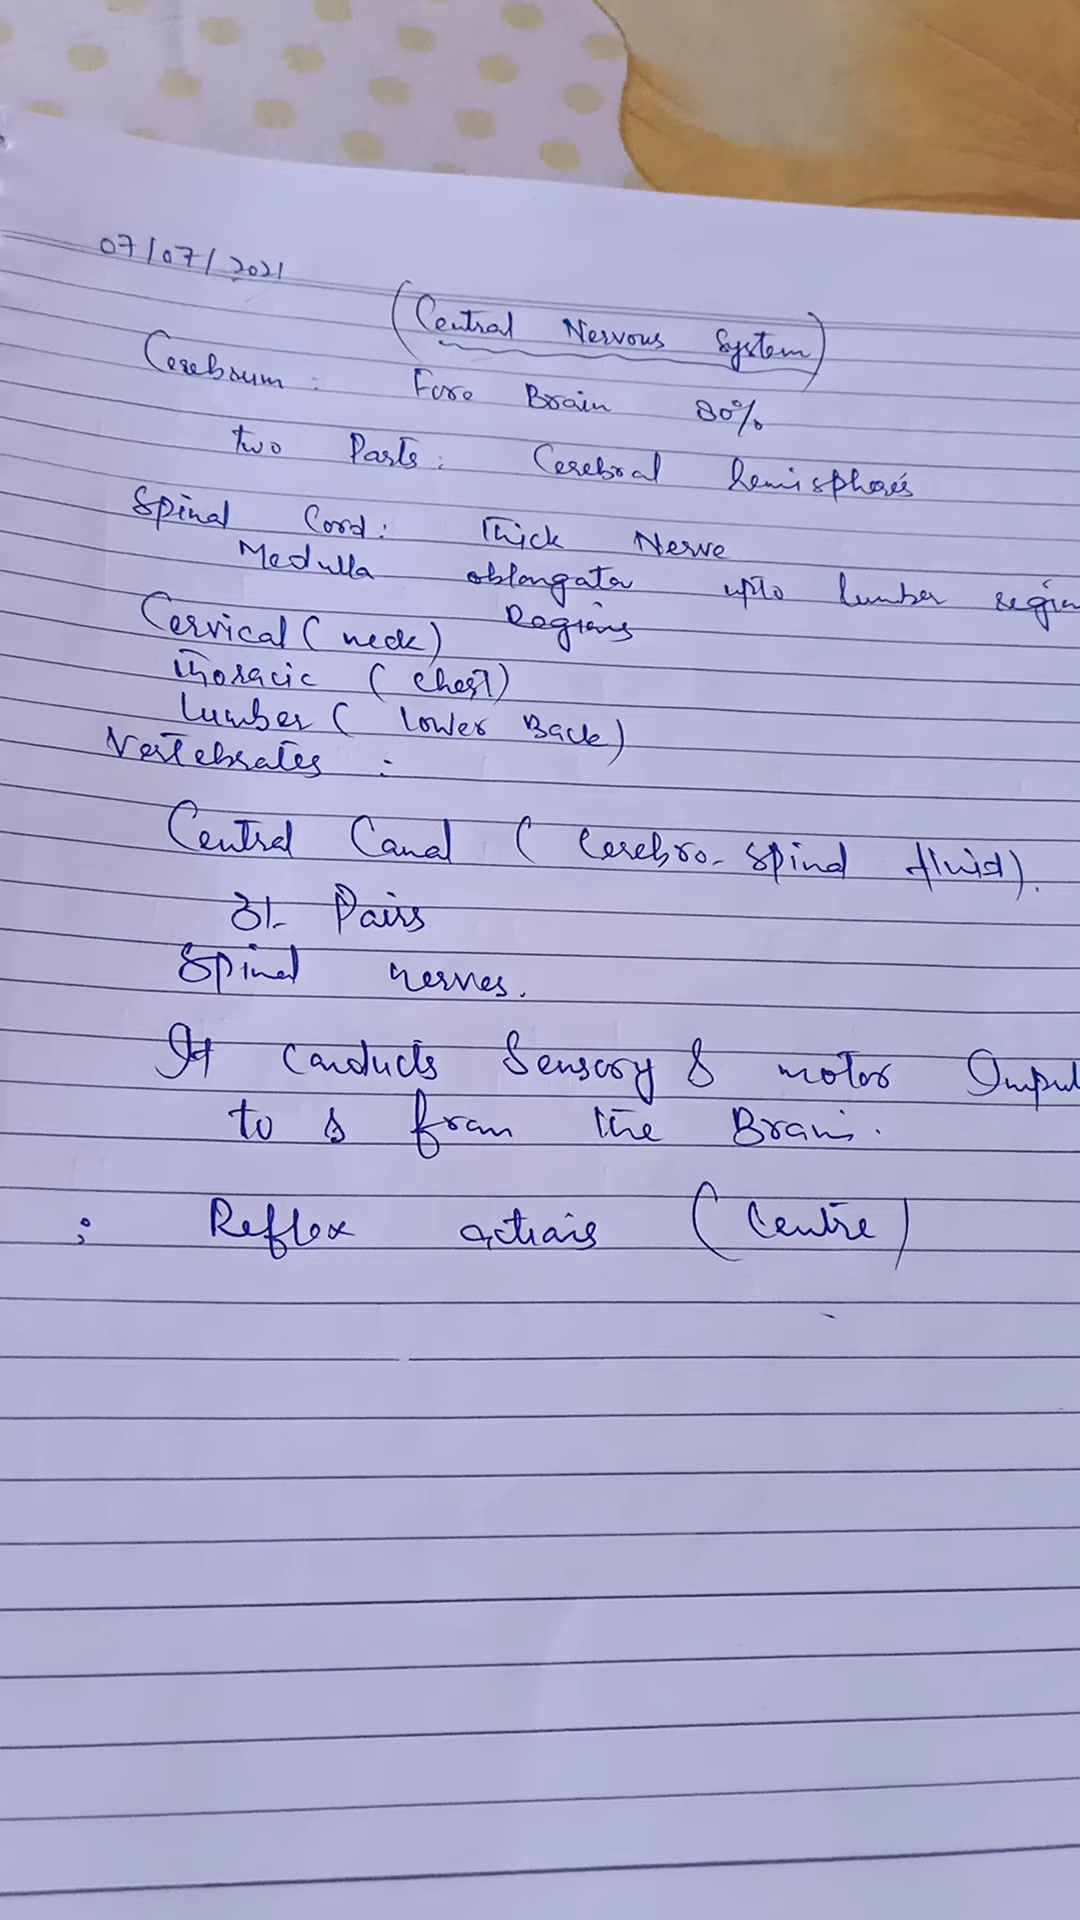 07/07/2021
(Central Nervous System)
Cerebrum : Fore Brain 80%
two Parts : Cerebral hemisphores
Spinal Cord : Thick Nerve
Medulla oblongata upto lumber region
Regions
Cervical (neck)
Thoracic (chest)
Lumber (lower Back)
Vertebrates :
Central Canal (Cerebro-spinal fluid).
31- Pairs
Spinal nerves.
It conducts Sensory & motor Impul
to & from the Brain.
: Reflex actions (Centre)